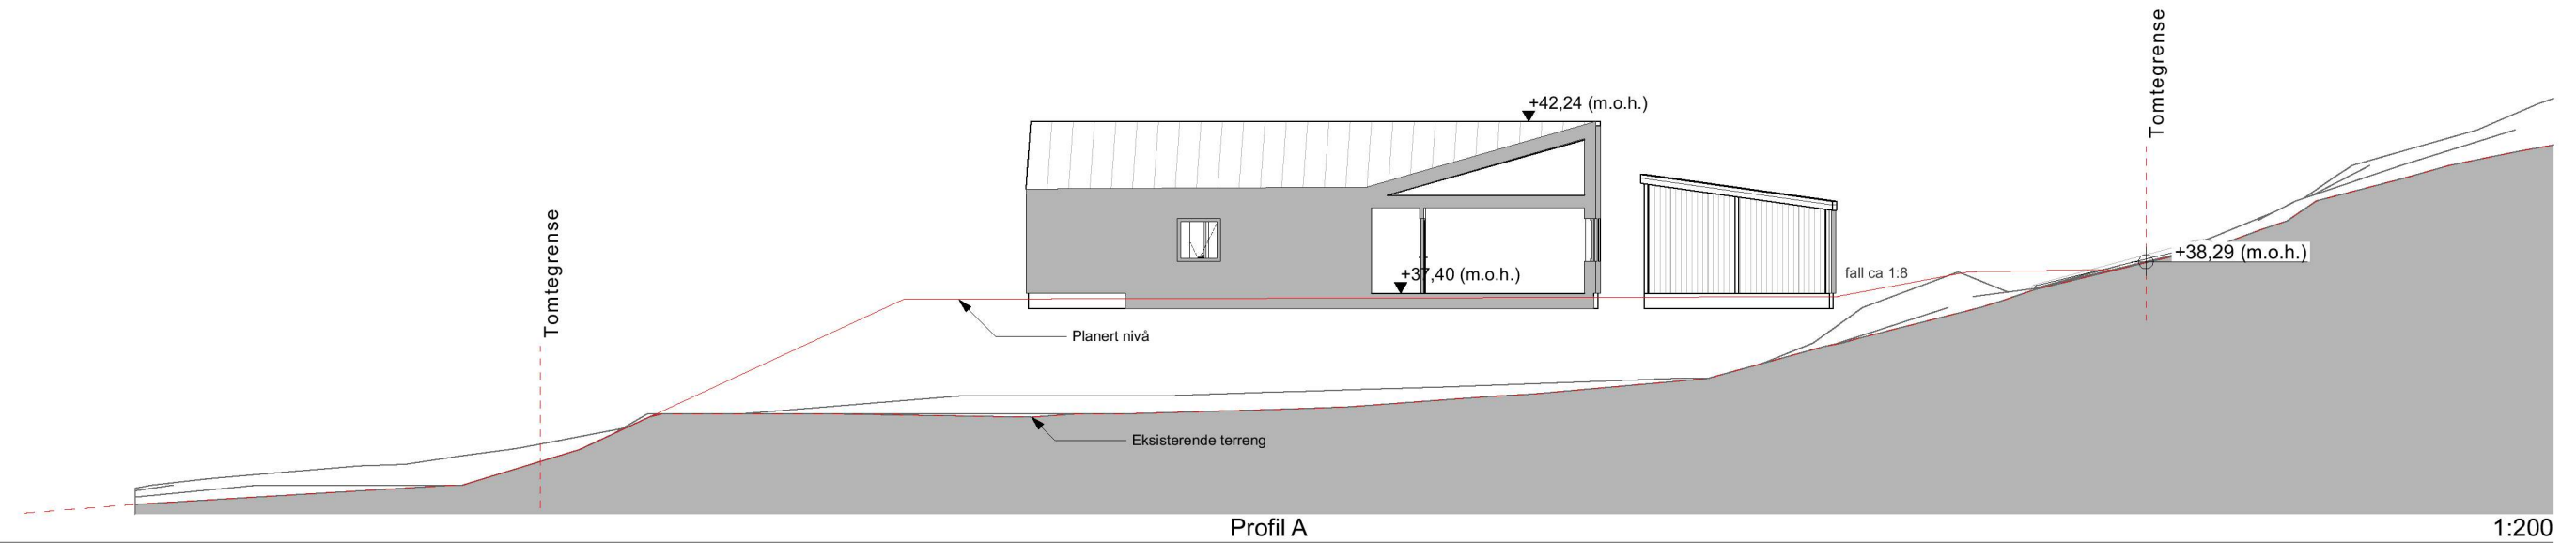 Tomtegrense
+42,24 (m.o.h.)
Tomtegrense
+38,29 (m.o.h.)
fall ca 1:8
+37,40 (m.o.h.)
Planert nivå
Eksisterende terreng
Profil A
1:200